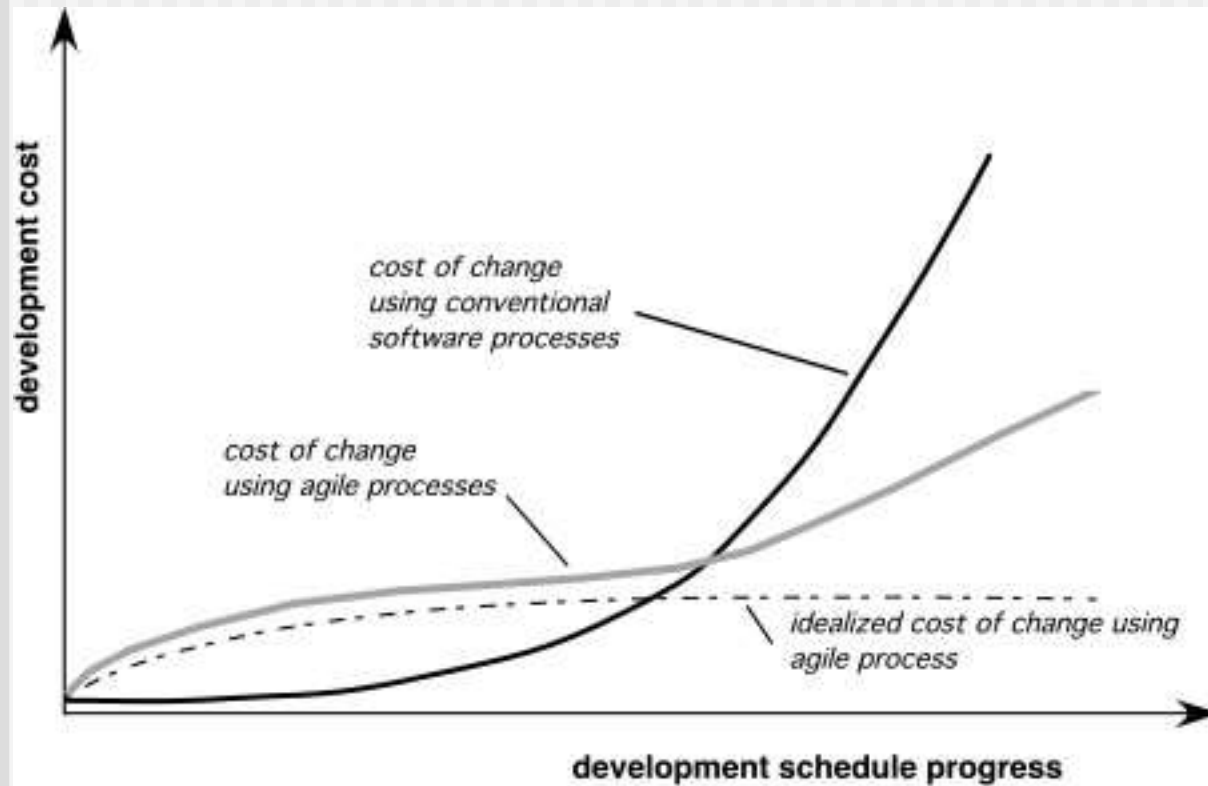 development cost
cost of change
using conventional
software processes
cost of change
using agile processes
idealized cost of change using
agile process
development schedule progress